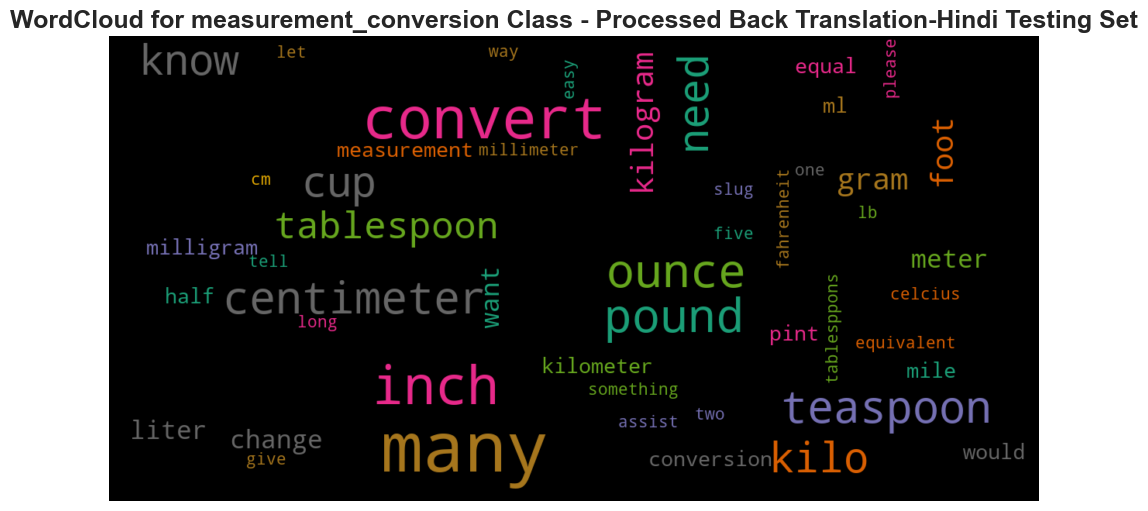 WordCloud for measurement_conversion Class - Processed Back Translation-Hindi Testing Set
know
let
way
easy
convert
kilogram
need
equal
please
ml
foot
measurement
millimeter
cm
cup
slug
one
fahrenheit
gram
lb
tablespoon
milligram
tell
five
ounce
meter
half
centimeter
want
long
pound
celcius
tablesppons
pint
equivalent
kilometer
mile
inch
something
teaspoon
assist
two
liter
change
give
many
conversion
kilo
would